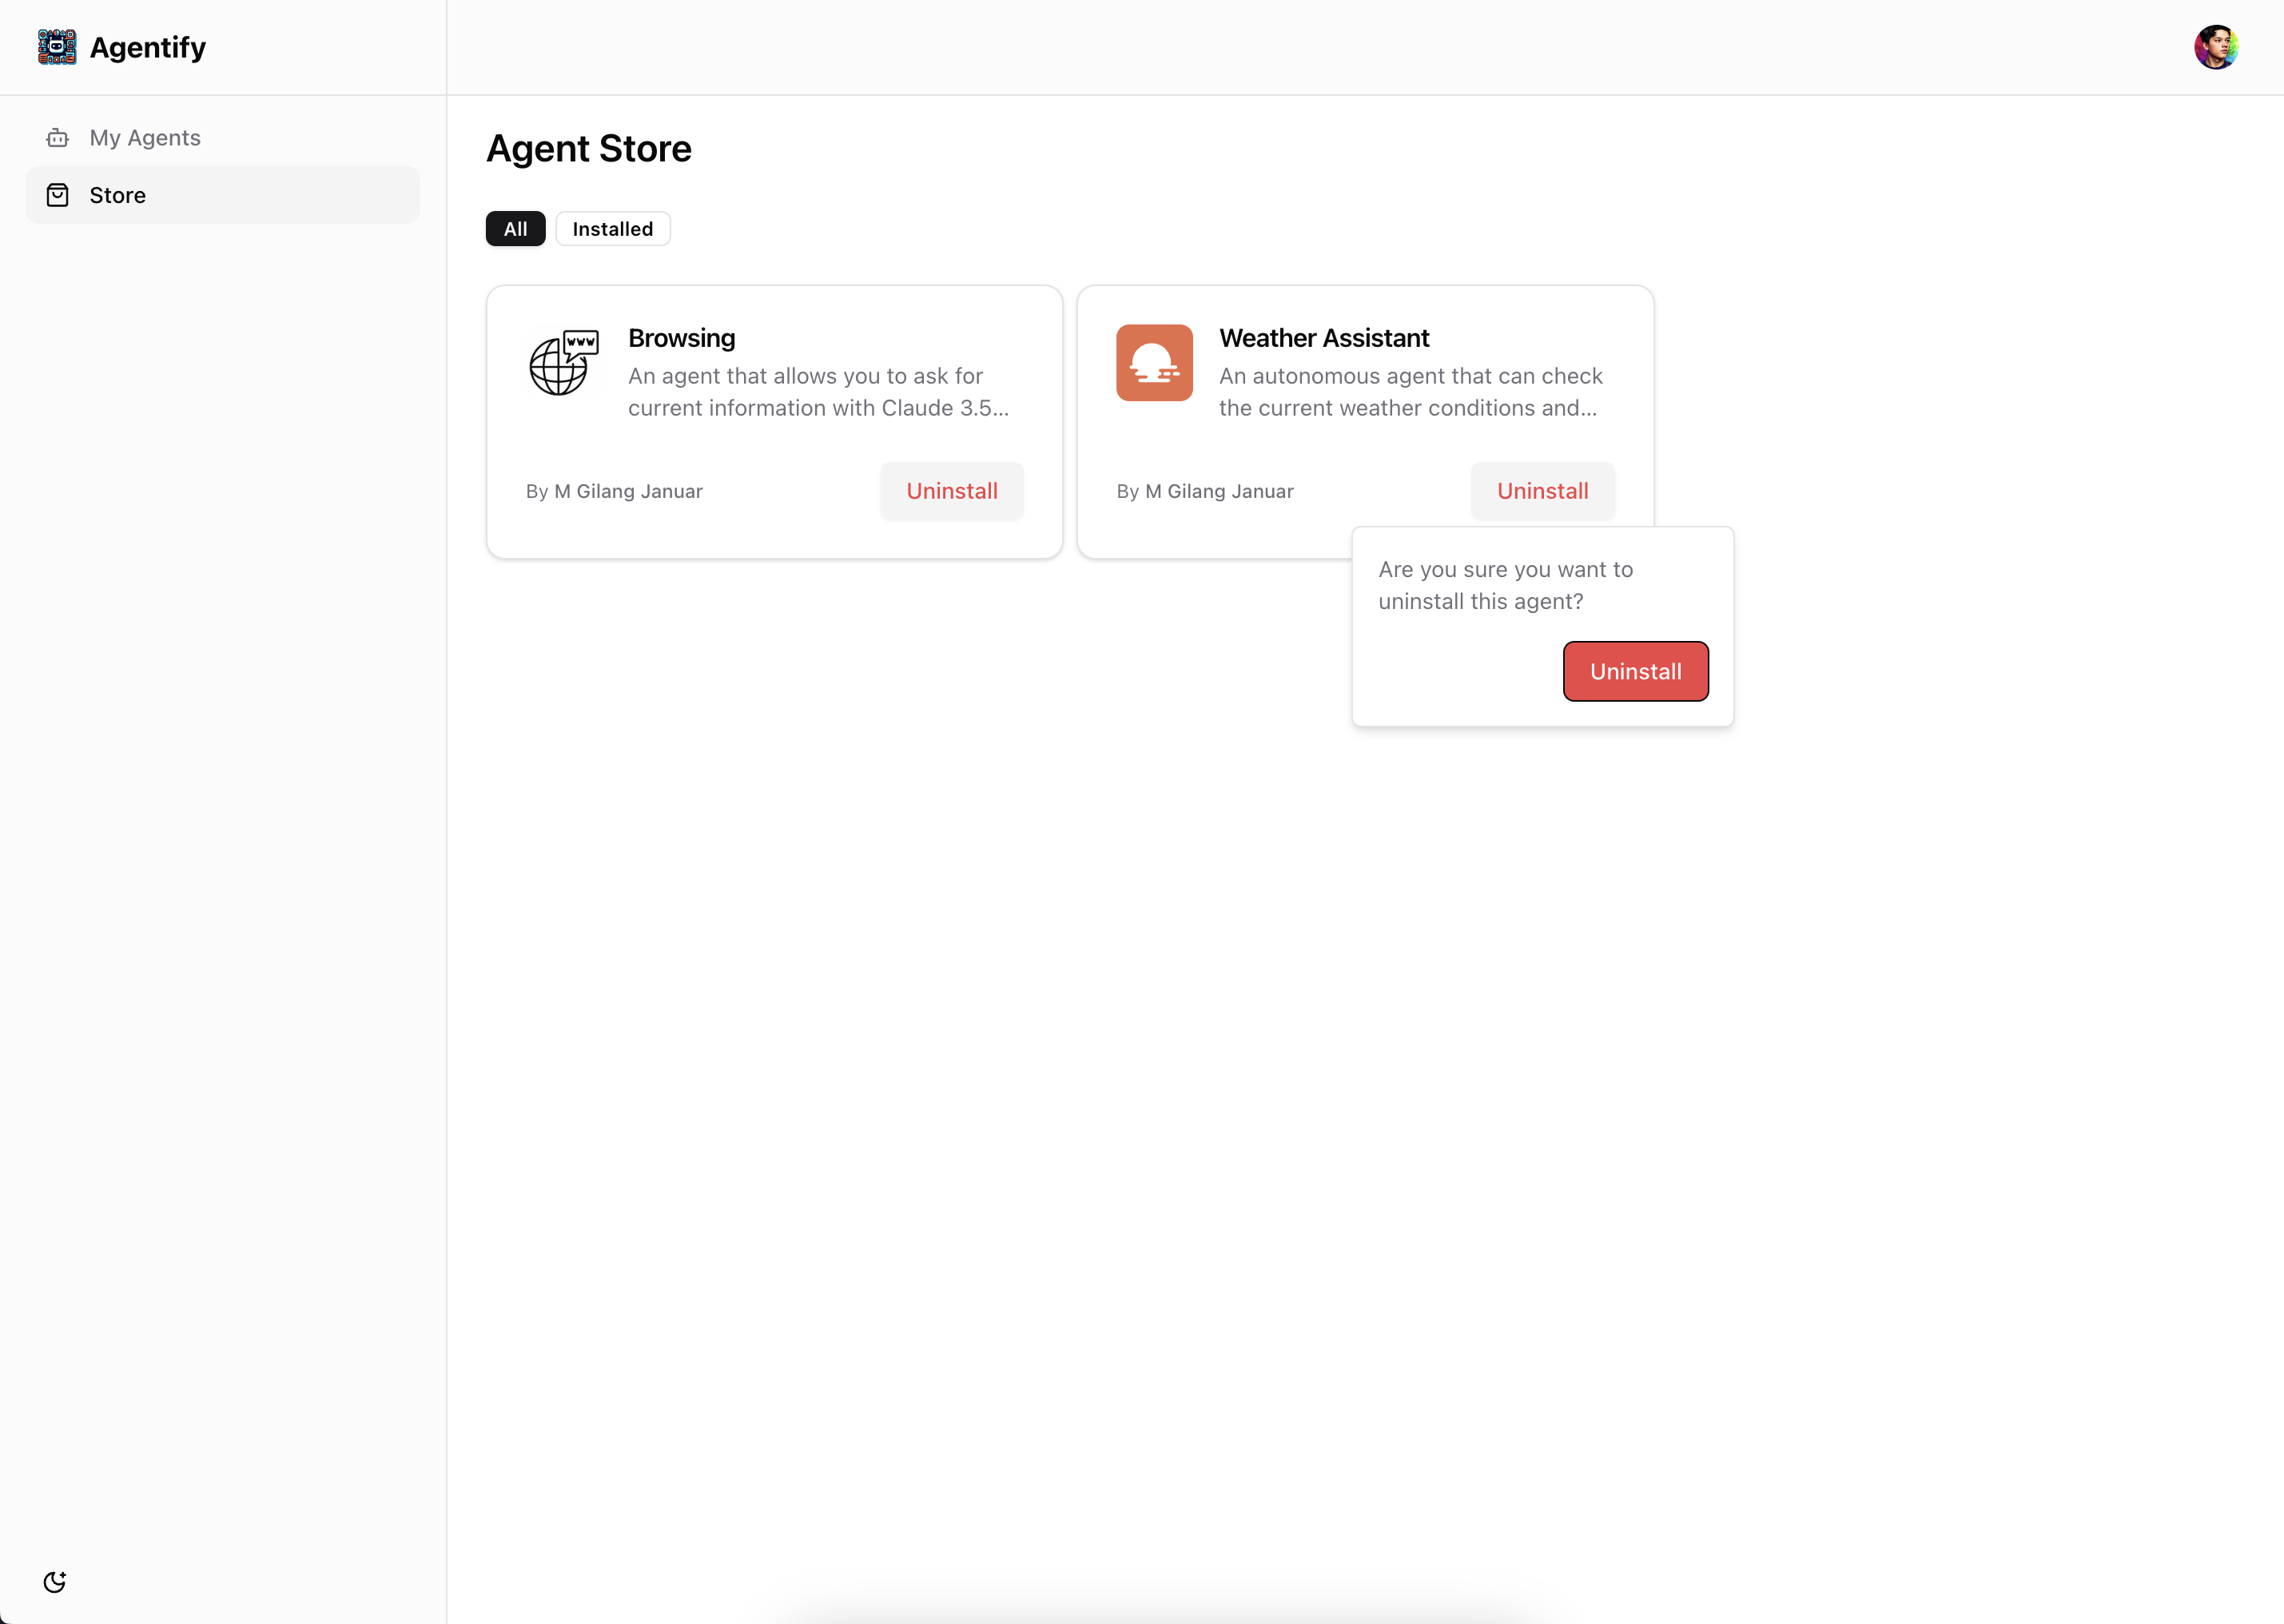 Agentify
My Agents
Store
Agent Store
All
Installed
WWW
Browsing
An agent that allows you to ask for
current information with Claude 3.5...
By M Gilang Januar
Uninstall
Weather Assistant
An autonomous agent that can check
the current weather conditions and...
By M Gilang Januar
Uninstall
Are you sure you want to
uninstall this agent?
Uninstall